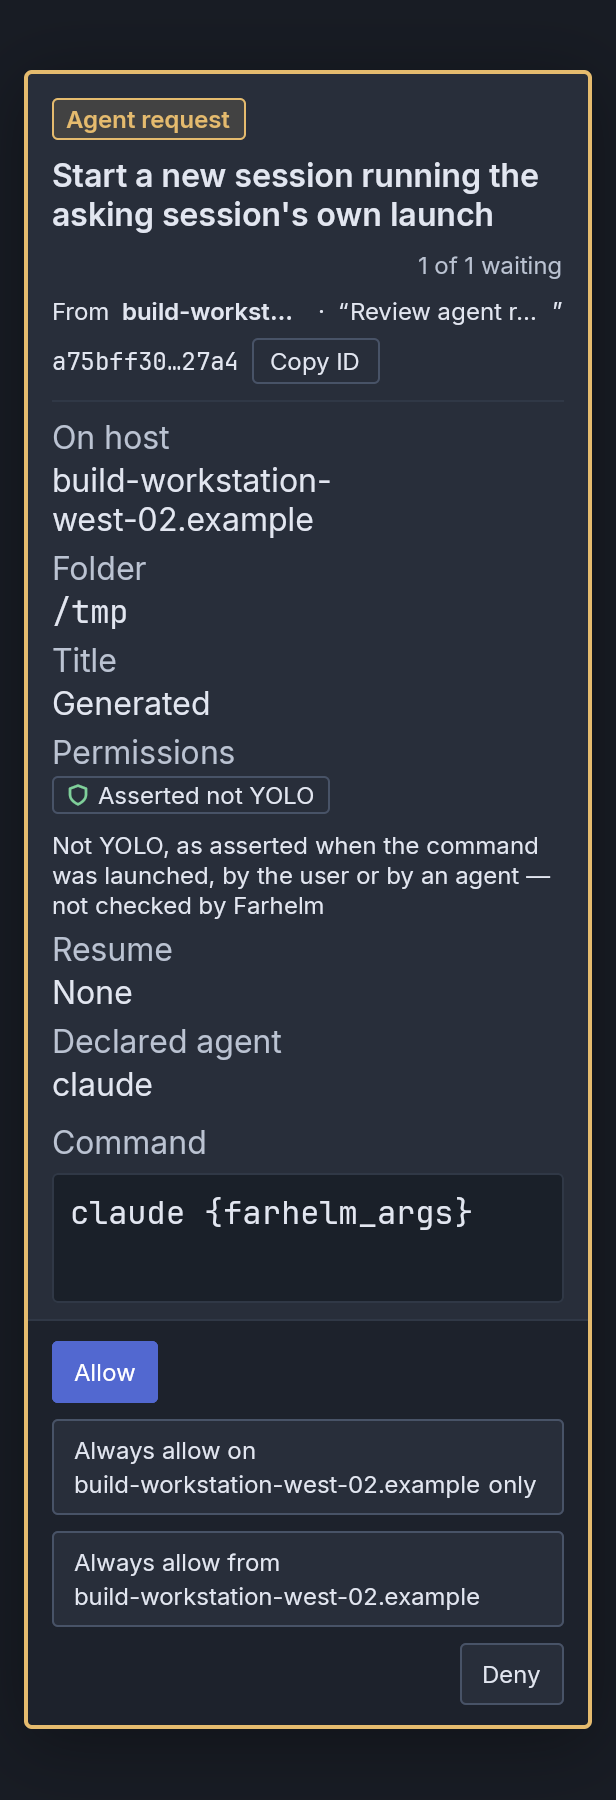 Agent request
Start a new session running the
asking session's own launch
1 of 1 waiting
From build-workst… · “Review agent r… ”
a75bff30…27a4 Copy ID
On host
build-workstation-
west-02.example
Folder
/tmp
Title
Generated
Permissions
Asserted not YOLO
Not YOLO, as asserted when the command
was launched, by the user or by an agent —
not checked by Farhelm
Resume
None
Declared agent
claude
Command
claude {farhelm_args}
Allow
Always allow on
build-workstation-west-02.example only
Always allow from
build-workstation-west-02.example
Deny